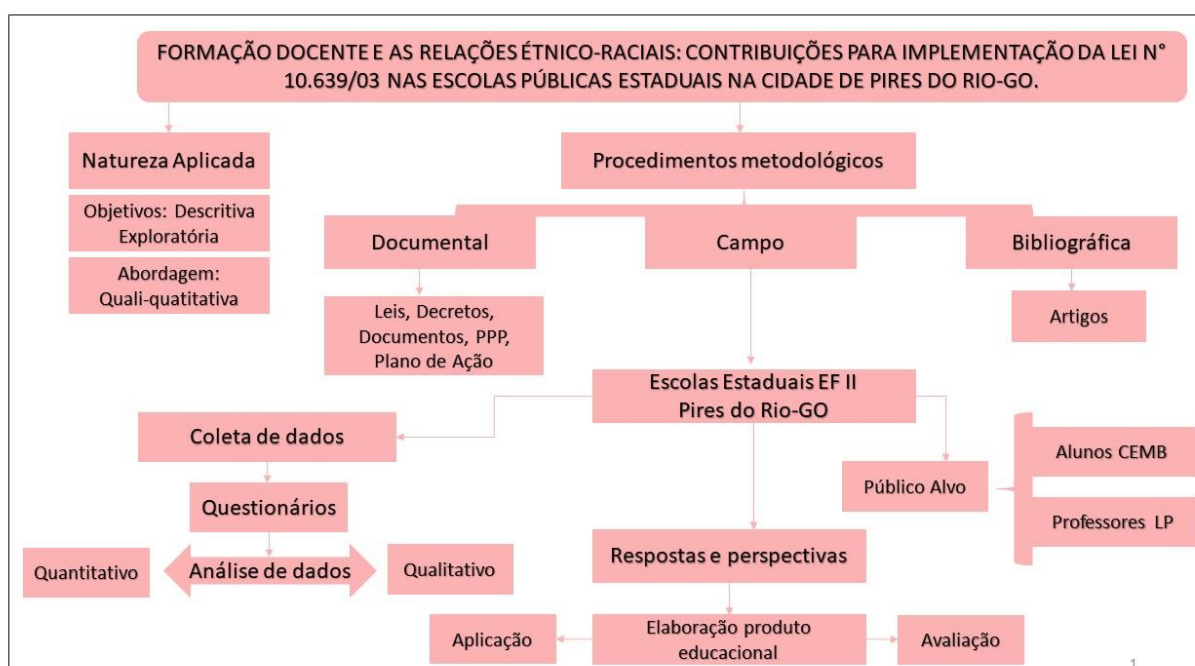 FORMAÇÃO DOCENTE E AS RELAÇÕES ÉTNICO-RACIAIS: CONTRIBUIÇÕES PARA IMPLEMENTAÇÃO DA LEI N°
10.639/03 NAS ESCOLAS PÚBLICAS ESTADUAIS NA CIDADE DE PIRES DO RIO-GO.
Natureza Aplicada
Procedimentos metodológicos
Objetivos: Descritiva
Exploratória
Abordagem:
Quali-quatitativa
Documental
Campo
Bibliográfica
Leis, Decretos,
Documentos, PPP,
Plano de Ação
Artigos
Escolas Estaduais EF II
Pires do Rio-GO
Coleta de dados
Público Alvo
Alunos CEMB
Professores LP
Questionários
Quantitativo
Análise de dados
Qualitativo
Respostas e perspectivas
Aplicação
Elaboração produto
educacional
Avaliação
1